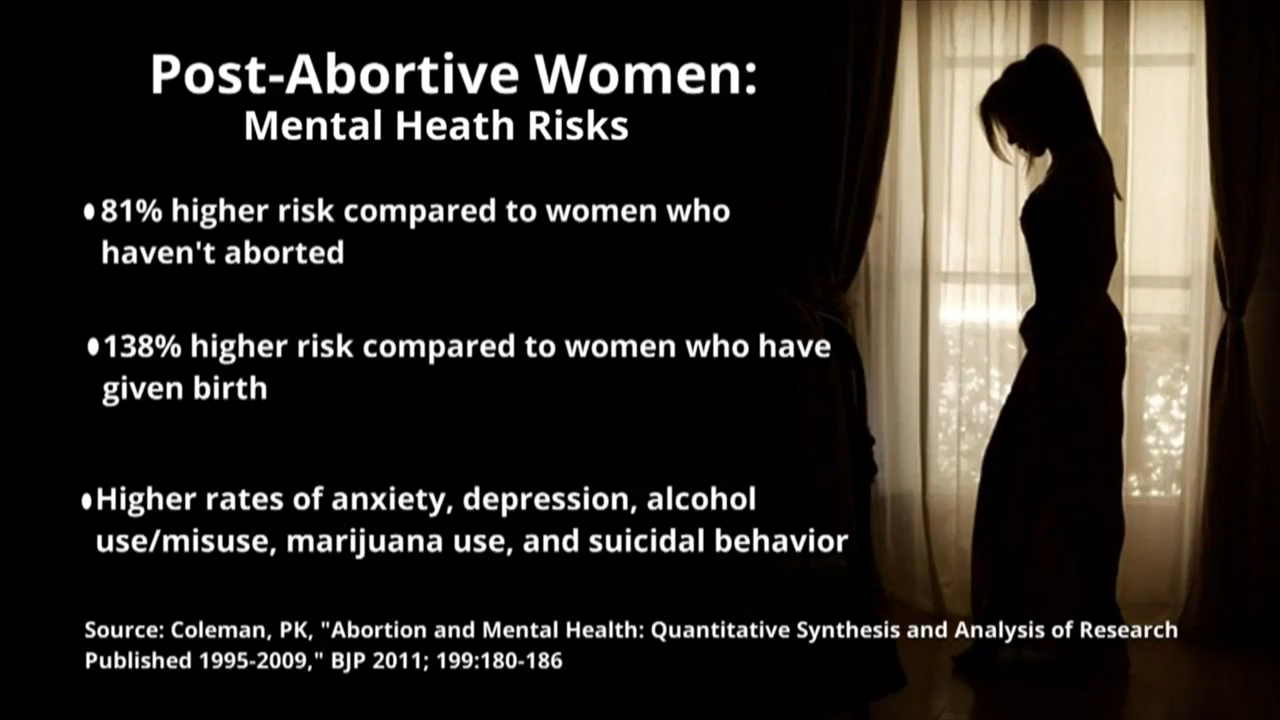 Post-Abortive Women:
Mental Heath Risks
•81% higher risk compared to women who
haven't aborted
•138% higher risk compared to women who have
given birth
•Higher rates of anxiety, depression, alcohol
use/misuse, marijuana use, and suicidal behavior
Source: Coleman, PK, "Abortion and Mental Health: Quantitative Synthesis and Analysis of Research
Published 1995-2009," BJP 2011; 199:180-186